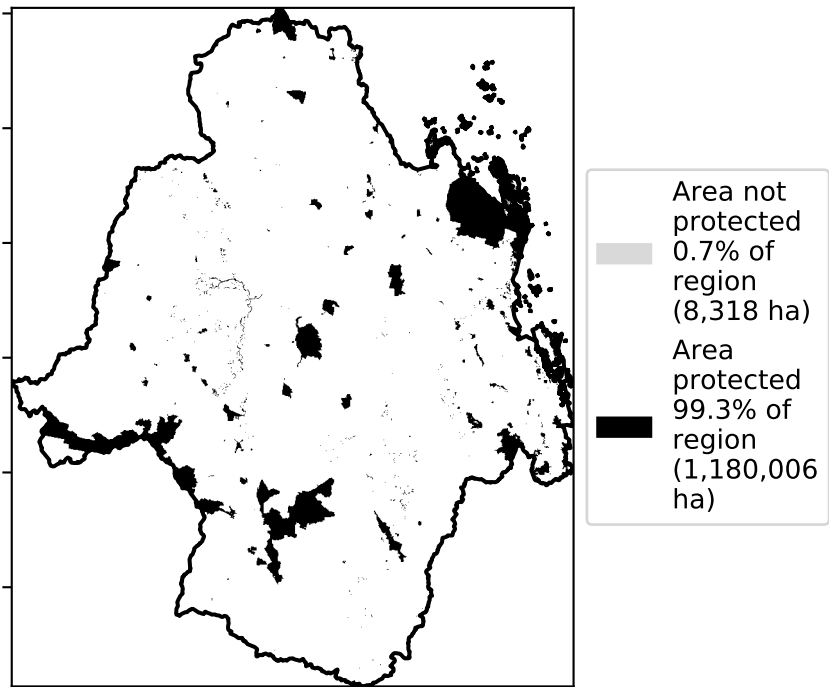 Area not
protected
0.7% of
region
(8,318 ha)
Area
protected
99.3% of
region
(1,180,006
ha)